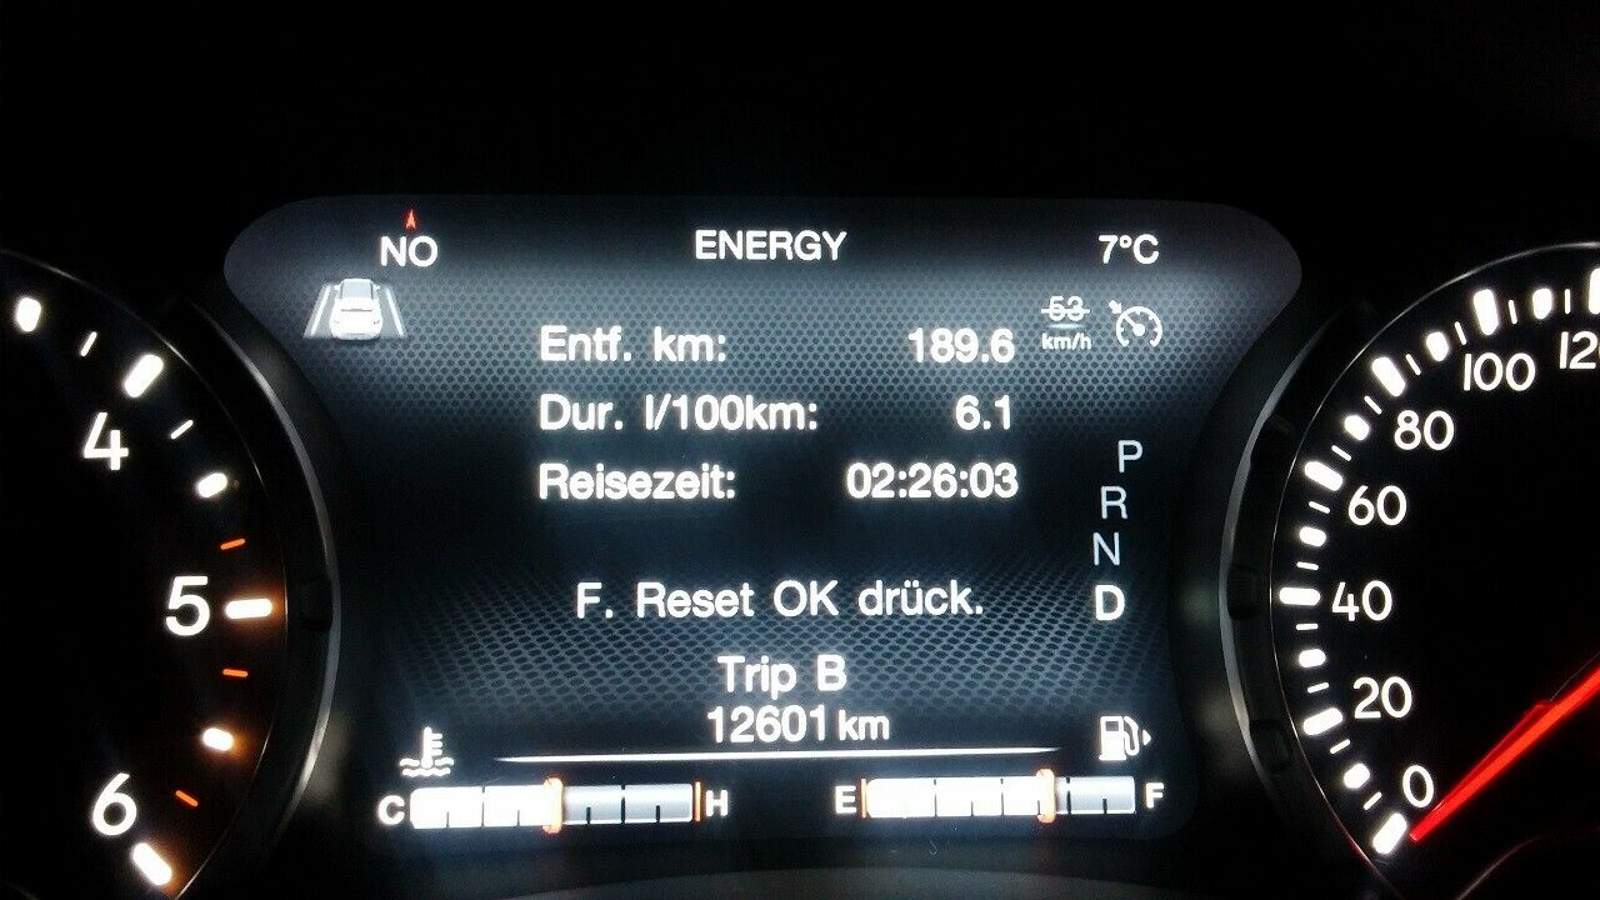 NO ENERGY 7°C
53
km/h
Entf. km: 189.6
Dur. l/100km: 6.1
Reisezeit: 02:26:03
P
R
N
D
F. Reset OK drück.
Trip B
12601 km
C H E F
4
5
6
0
20
40
60
80
100
120